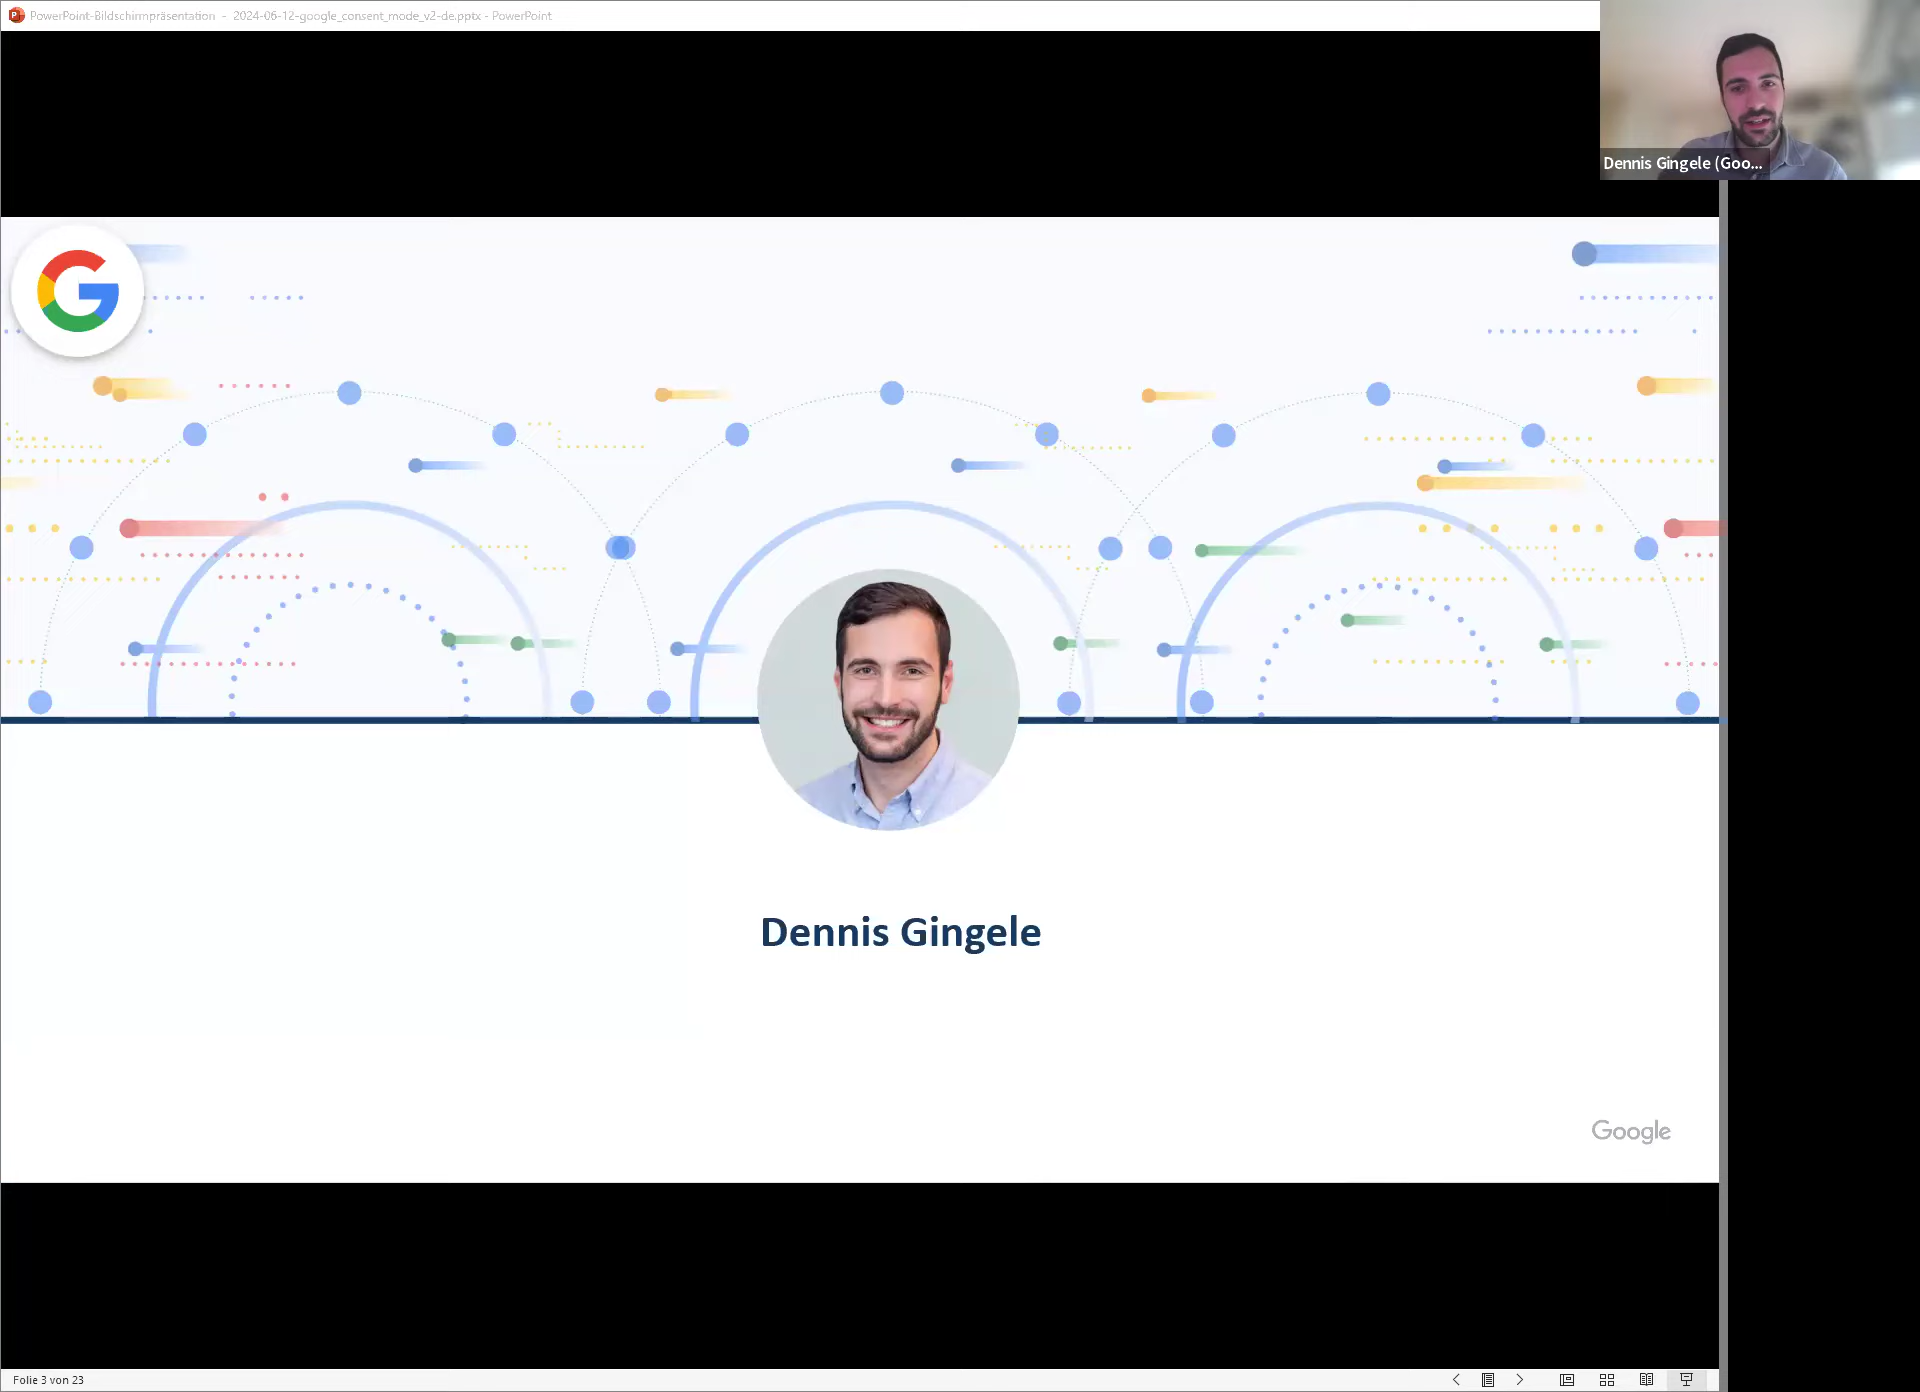 PowerPoint-Bildschirmpräsentation - 2024-06-12-google_consent_mode_v2-de.pptx - PowerPoint
Dennis Gingele (Goo...
Dennis Gingele
Google
Folie 3 von 23